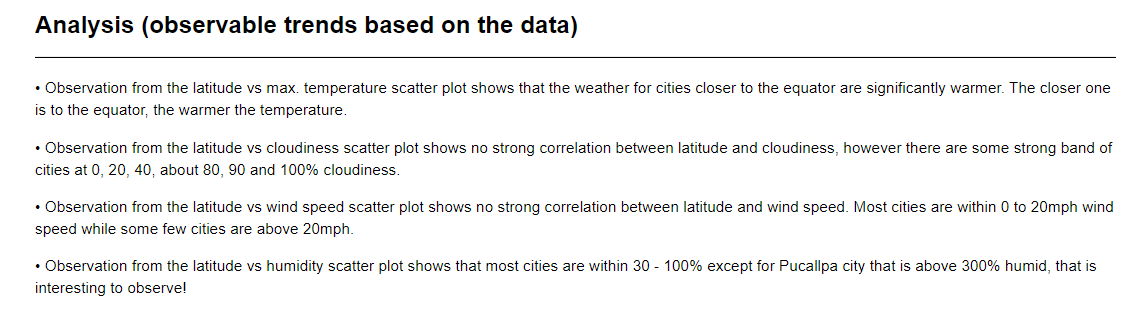 Analysis (observable trends based on the data)
• Observation from the latitude vs max. temperature scatter plot shows that the weather for cities closer to the equator are significantly warmer. The closer one
is to the equator, the warmer the temperature.
• Observation from the latitude vs cloudiness scatter plot shows no strong correlation between latitude and cloudiness, however there are some strong band of
cities at 0, 20, 40, about 80, 90 and 100% cloudiness.
• Observation from the latitude vs wind speed scatter plot shows no strong correlation between latitude and wind speed. Most cities are within 0 to 20mph wind
speed while some few cities are above 20mph.
• Observation from the latitude vs humidity scatter plot shows that most cities are within 30 - 100% except for Pucallpa city that is above 300% humid, that is
interesting to observe!